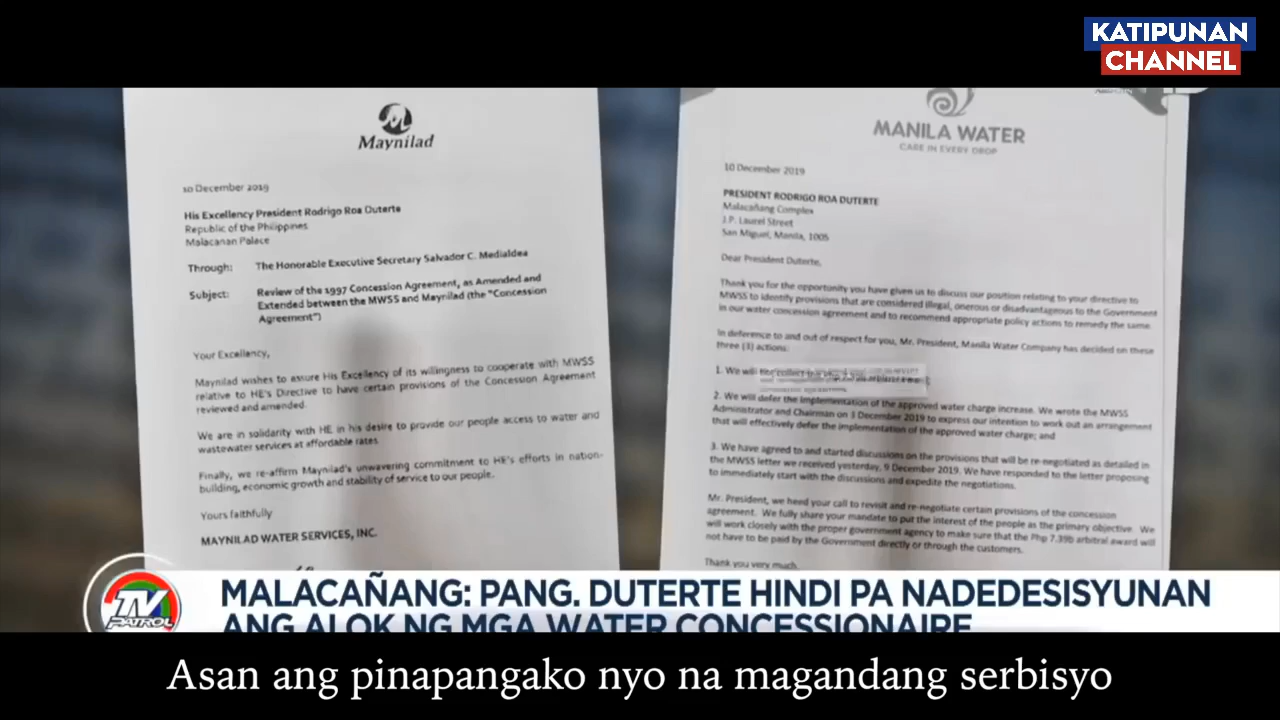 KATIPUNAN
CHANNEL
Maynilad
10 December 2019
His Excellency President Rodrigo Roa Duterte
Republic of the Philippines
Malacanan Palace
Through: The Honorable Executive Secretary Salvador C. Medialdea
Subject: Review of the 1997 Concession Agreement, as Amended and
Extended between the MWSS and Maynilad (the "Concession
Agreement")
Your Excellency,
Maynilad wishes to assure His Excellency of its willingness to cooperate with MWSS
relative to HE's Directive to have certain provisions of the Concession Agreement
reviewed and amended.
We are in solidarity with HE in his desire to provide our people access to water and
wastewater services at affordable rates
Finally, we re-affirm Maynilad's unwavering commitment to HE's efforts in nation-
building, economic growth and stability of service to our people.
Yours faithfully
MAYNILAD WATER SERVICES, INC.
MANILA WATER
CARE IN EVERY DROP
10 December 2019
PRESIDENT RODRIGO ROA DUTERTE
Malacañang Complex
J.P. Laurel Street
San Miguel, Manila, 1005
Dear President Duterte,
Thank you for the opportunity you have given us to discuss our position relating to your directive to
MWSS to identify provisions that are considered illegal, onerous or disadvantageous to the Government
in our water concession agreement and to recommend appropriate policy actions to remedy the same.
In deference to and out of respect for you, Mr. President, Manila Water Company has decided on these
three (3) actions:
1. We will
2. We will defer the implementation of the approved water charge increase. We wrote the MWSS
Administrator and Chairman on 3 December 2019 to express our intention to work out an arrangement
that will effectively defer the implementation of the approved water charge; and
3. We have agreed to and started discussions on the provisions that will be re-negotiated as detailed in
the MWSS letter we received yesterday, 9 December 2019. We have responded to the letter proposing
to immediately start with the discussions and expedite the negotiations.
Mr. President, we heed your call to revisit and re-negotiate certain provisions of the concession
agreement. We fully share your mandate to put the interest of the people as the primary objective. We
will work closely with the proper government agency to make sure that the Php 7.39b arbitral award will
not have to be paid by the Government directly or through the customers.
Thank you very much.
TV
PATROL
MALACAÑANG: PANG. DUTERTE HINDI PA NADEDESISYUNAN
ANG ALOK NG MGA WATER CONCESSIONAIRE
Asan ang pinapangako nyo na magandang serbisyo